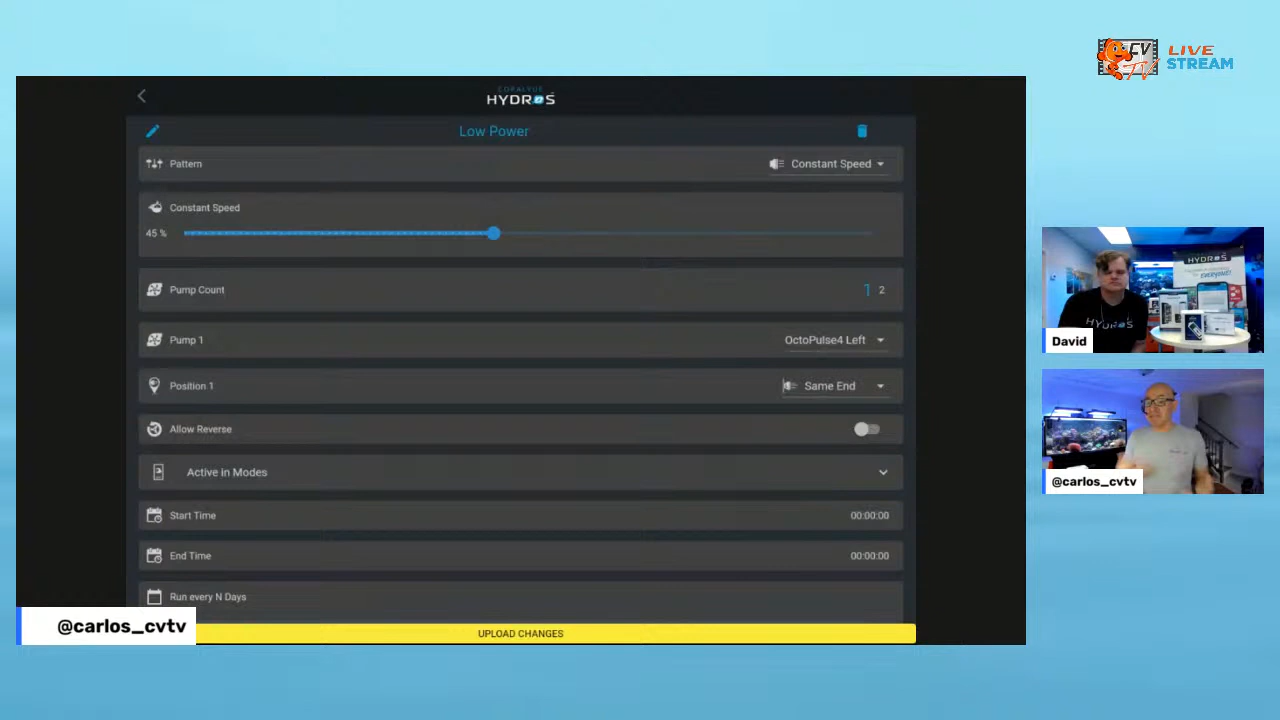 CV
TV
LIVE
STREAM
CORALVUE
HYDROS
Low Power
Pattern
Constant Speed
Constant Speed
45 %
Pump Count
1 2
Pump 1
OctoPulse4 Left
Position 1
Same End
Allow Reverse
Active in Modes
Start Time
00:00:00
End Time
00:00:00
Run every N Days
UPLOAD CHANGES
@carlos_cvtv
HYDROS
HYDROS
David
@carlos_cvtv